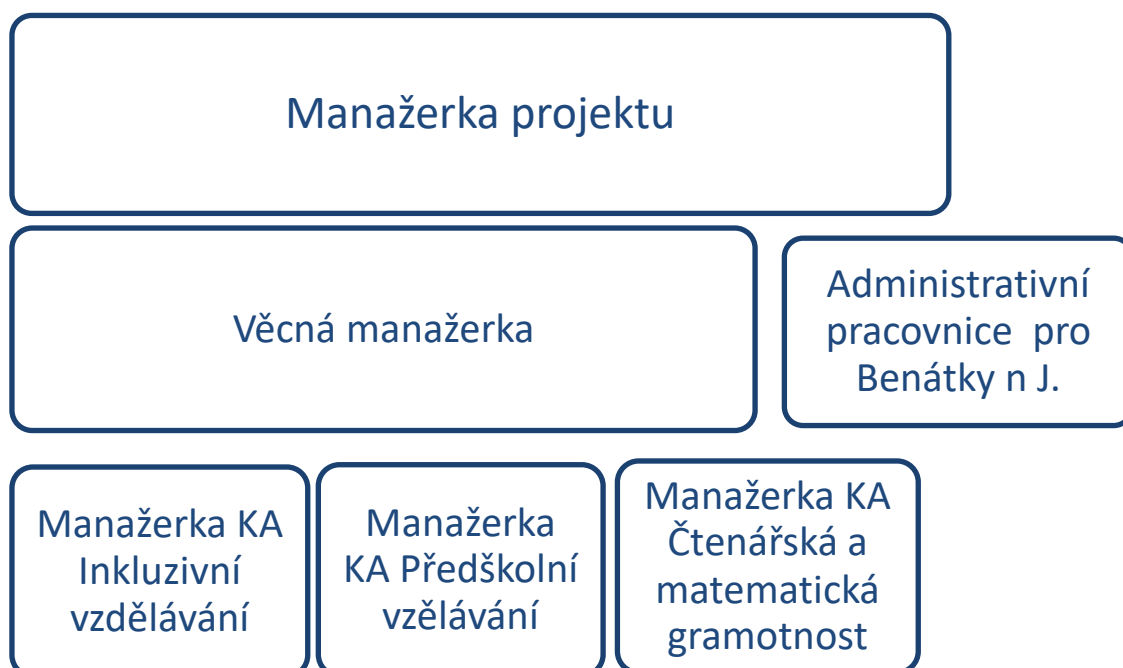 Manažerka projektu
Věcná manažerka
Administrativní
pracovnice  pro
Benátky n J.
Manažerka KA
Inkluzivní
vzdělávání
Manažerka
KA Předškolní
vzělávání
Manažerka KA
Čtenářská a
matematická
gramotnost